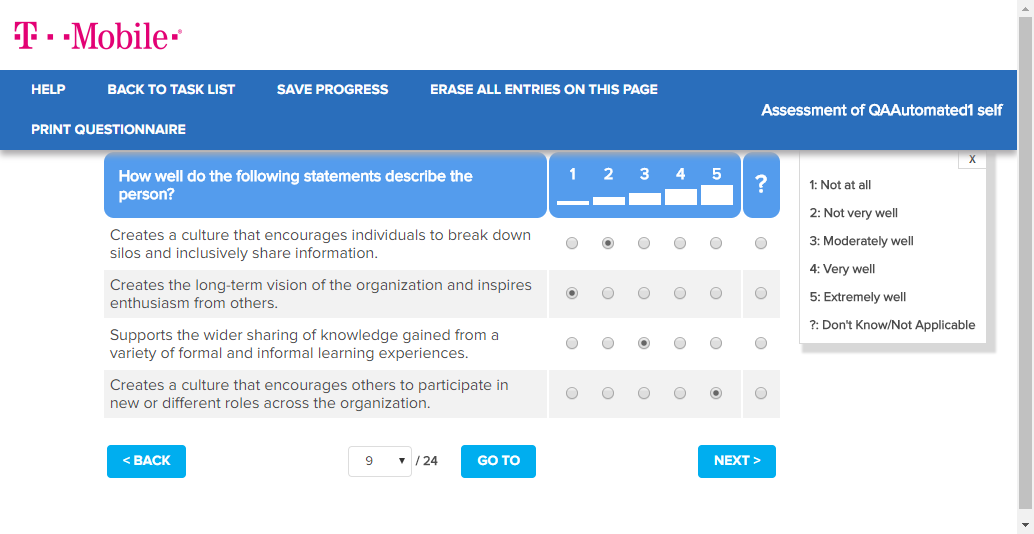 T··Mobile·®
HELP
BACK TO TASK LIST
SAVE PROGRESS
ERASE ALL ENTRIES ON THIS PAGE
PRINT QUESTIONNAIRE
Assessment of QAAutomated1 self
How well do the following statements describe the
person?
1 2 3 4 5
?
Creates a culture that encourages individuals to break down
silos and inclusively share information.
Creates the long-term vision of the organization and inspires
enthusiasm from others.
Supports the wider sharing of knowledge gained from a
variety of formal and informal learning experiences.
Creates a culture that encourages others to participate in
new or different roles across the organization.
X
1: Not at all
2: Not very well
3: Moderately well
4: Very well
5: Extremely well
?: Don't Know/Not Applicable
< BACK
9 / 24
GO TO
NEXT >